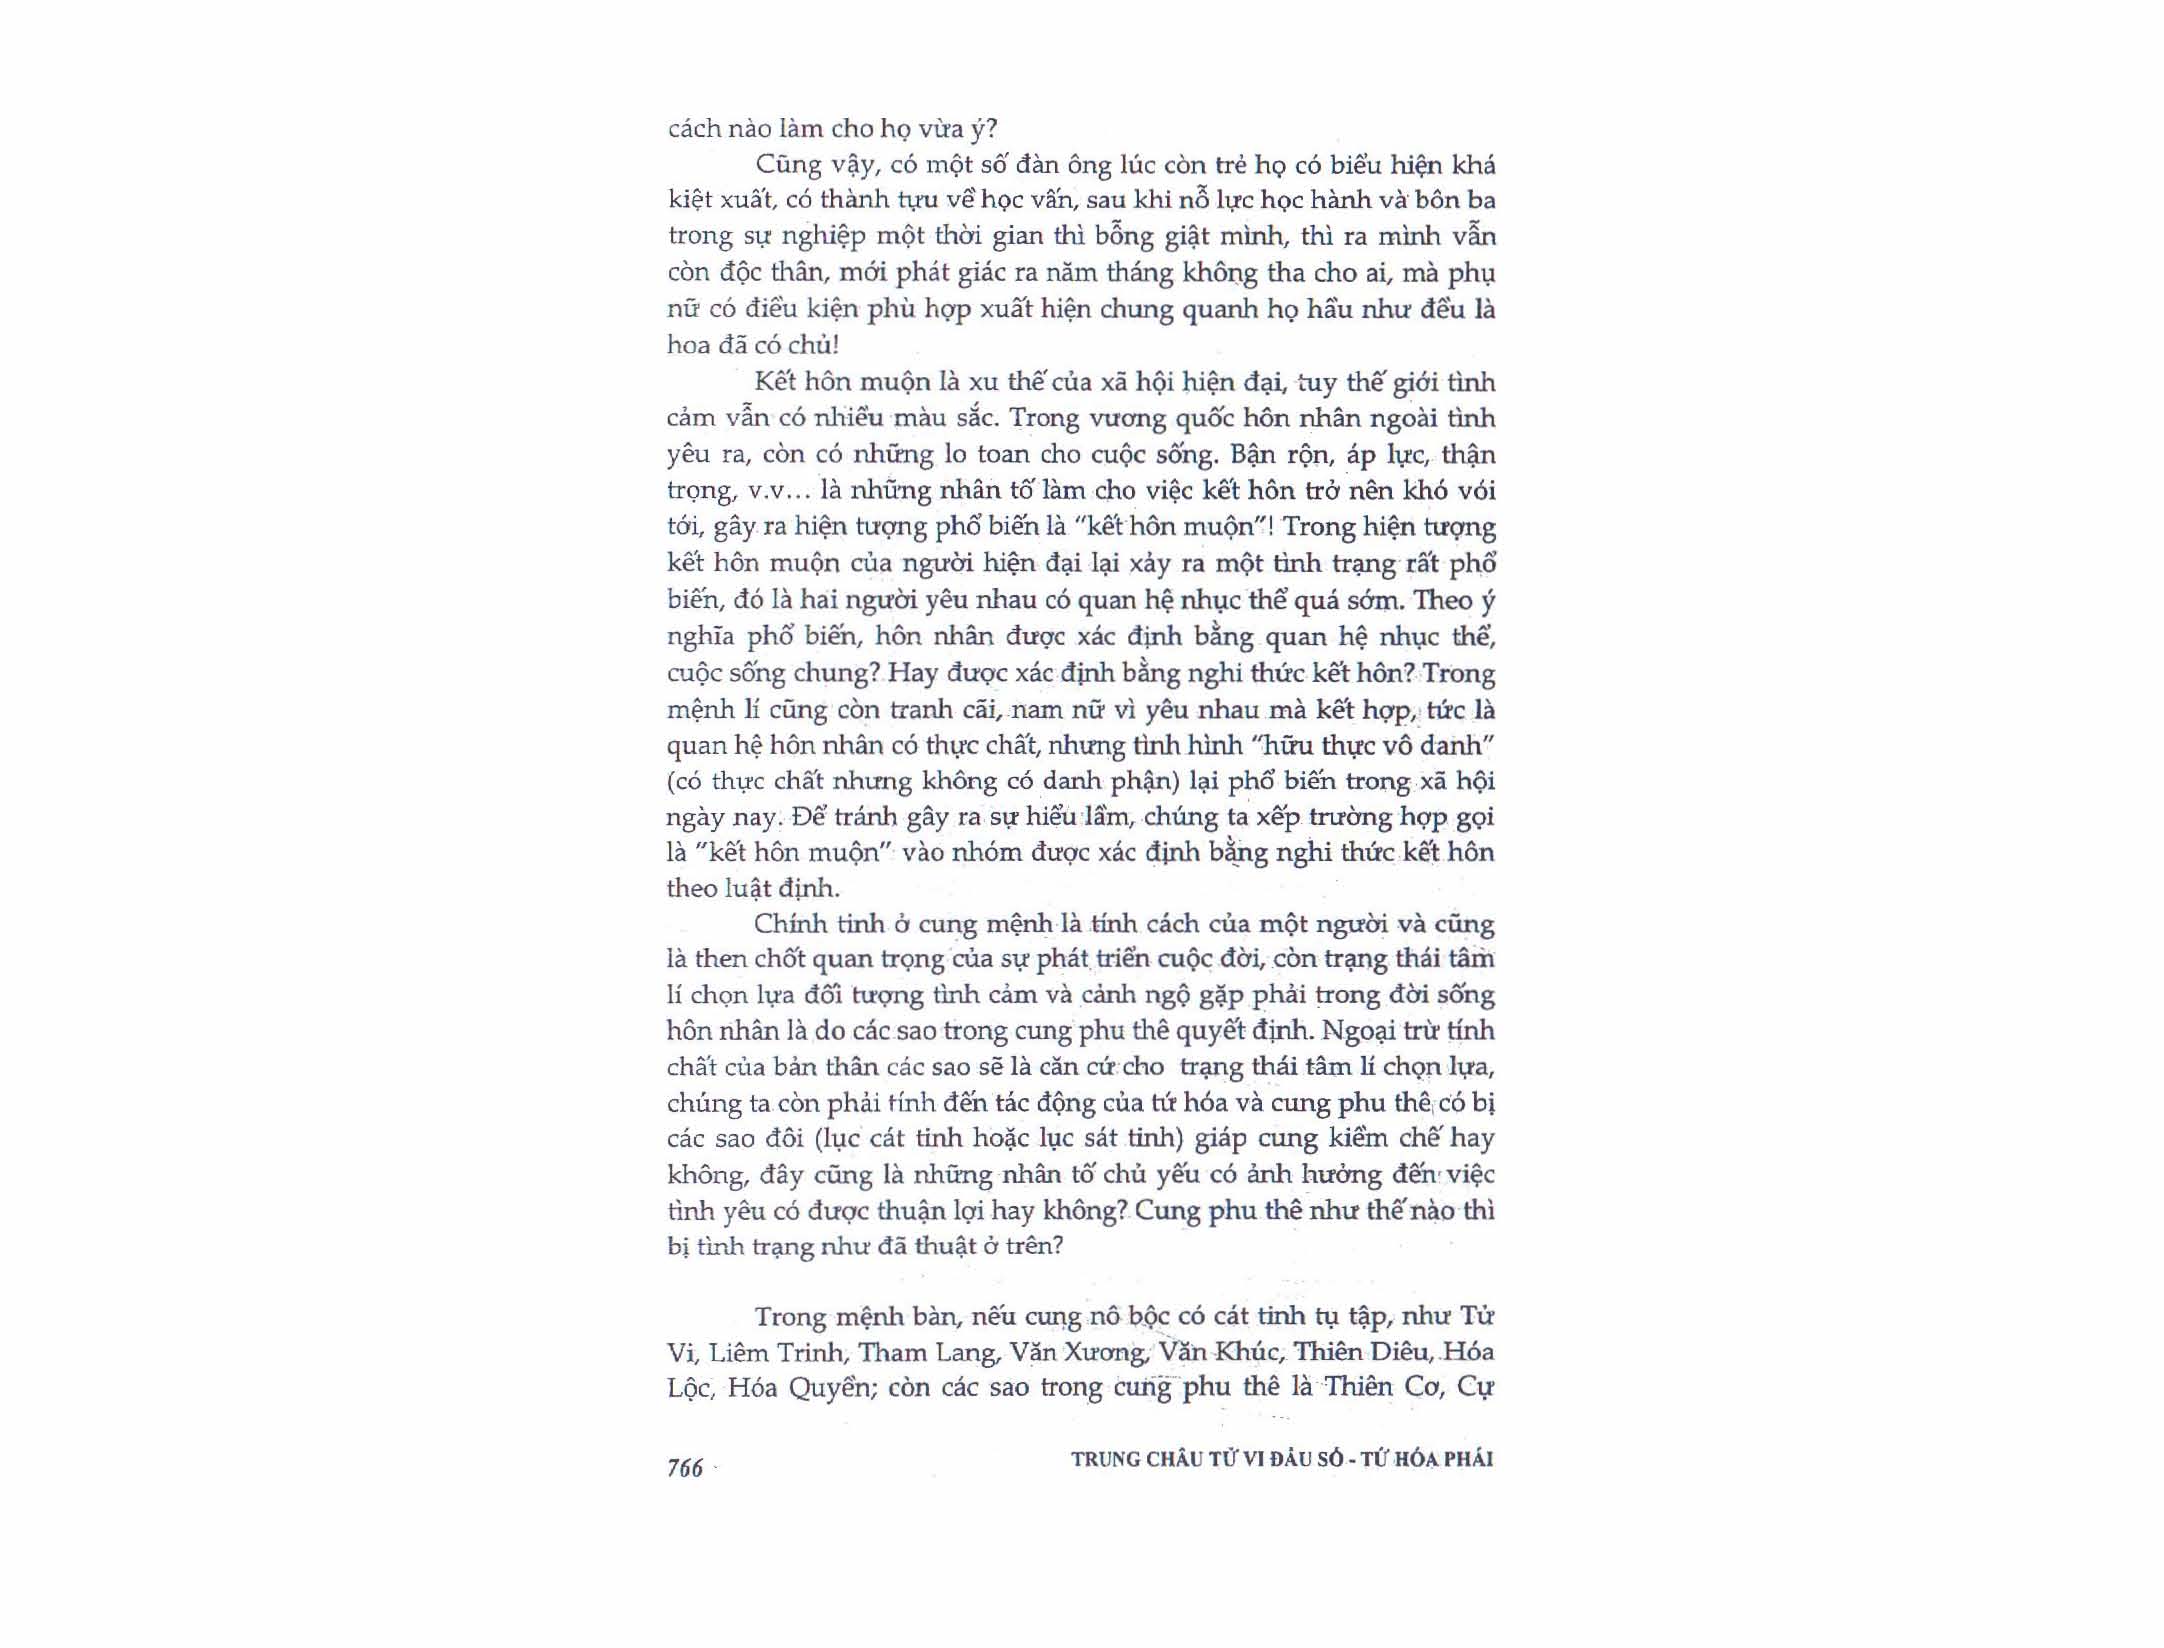 cách nào làm cho họ vừa ý?
Cũng vậy, có một số đàn ông lúc còn trẻ họ có biểu hiện khá
kiệt xuất, có thành tựu về học vấn, sau khi nỗ lực học hành và bôn ba
trong sự nghiệp một thời gian thì bỗng giật mình, thì ra mình vẫn
còn độc thân, mới phát giác ra năm tháng không tha cho ai, mà phụ
nữ có điều kiện phù hợp xuất hiện chung quanh họ hầu như đều là
hoa đã có chủ!
Kết hôn muộn là xu thế của xã hội hiện đại, tuy thế giới tình
cảm vẫn có nhiều màu sắc. Trong vương quốc hôn nhân ngoài tình
yêu ra, còn có những lo toan cho cuộc sống. Bận rộn, áp lực, thận
trọng, v.v... là những nhân tố làm cho việc kết hôn trở nên khó vói
tới, gây ra hiện tượng phổ biến là "kết hôn muộn"! Trong hiện tượng
kết hôn muộn của người hiện đại lại xảy ra một tình trạng rất phổ
biến, đó là hai người yêu nhau có quan hệ nhục thể quá sớm. Theo ý
nghĩa phổ biến, hôn nhân được xác định bằng quan hệ nhục thể,
cuộc sống chung? Hay được xác định bằng nghi thức kết hôn? Trong
mệnh lí cũng còn tranh cãi, nam nữ vì yêu nhau mà kết hợp, tức là
quan hệ hôn nhân có thực chất, nhưng tình hình "hữu thực vô danh"
(có thực chất nhưng không có danh phận) lại phổ biến trong xã hội
ngày nay. Để tránh gây ra sự hiểu lầm, chúng ta xếp trường hợp gọi
là "kết hôn muộn" vào nhóm được xác định bằng nghi thức kết hôn
theo luật định.
Chính tinh ở cung mệnh là tính cách của một người và cũng
là then chốt quan trọng của sự phát triển cuộc đời, còn trạng thái tâm
lí chọn lựa đối tượng tình cảm và cảnh ngộ gặp phải trong đời sống
hôn nhân là do các sao trong cung phu thê quyết định. Ngoại trừ tính
chất của bản thân các sao sẽ là căn cứ cho trạng thái tâm lí chọn lựa,
chúng ta còn phải tính đến tác động của tứ hóa và cung phu thê có bị
các sao đôi (lục cát tinh hoặc lục sát tinh) giáp cung kiềm chế hay
không, đây cũng là những nhân tố chủ yếu có ảnh hưởng đến việc
tình yêu có được thuận lợi hay không? Cung phu thê như thế nào thì
bị tình trạng như đã thuật ở trên?
Trong mệnh bàn, nếu cung nô bộc có cát tinh tụ tập, như Tử
Vi, Liêm Trinh, Tham Lang, Văn Xương, Văn Khúc, Thiên Diêu, Hóa
Lộc, Hóa Quyền; còn các sao trong cung phu thê là Thiên Cơ, Cự
766
TRUNG CHÂU TỬ VI ĐẨU SỐ - TỨ HÓA PHÁI